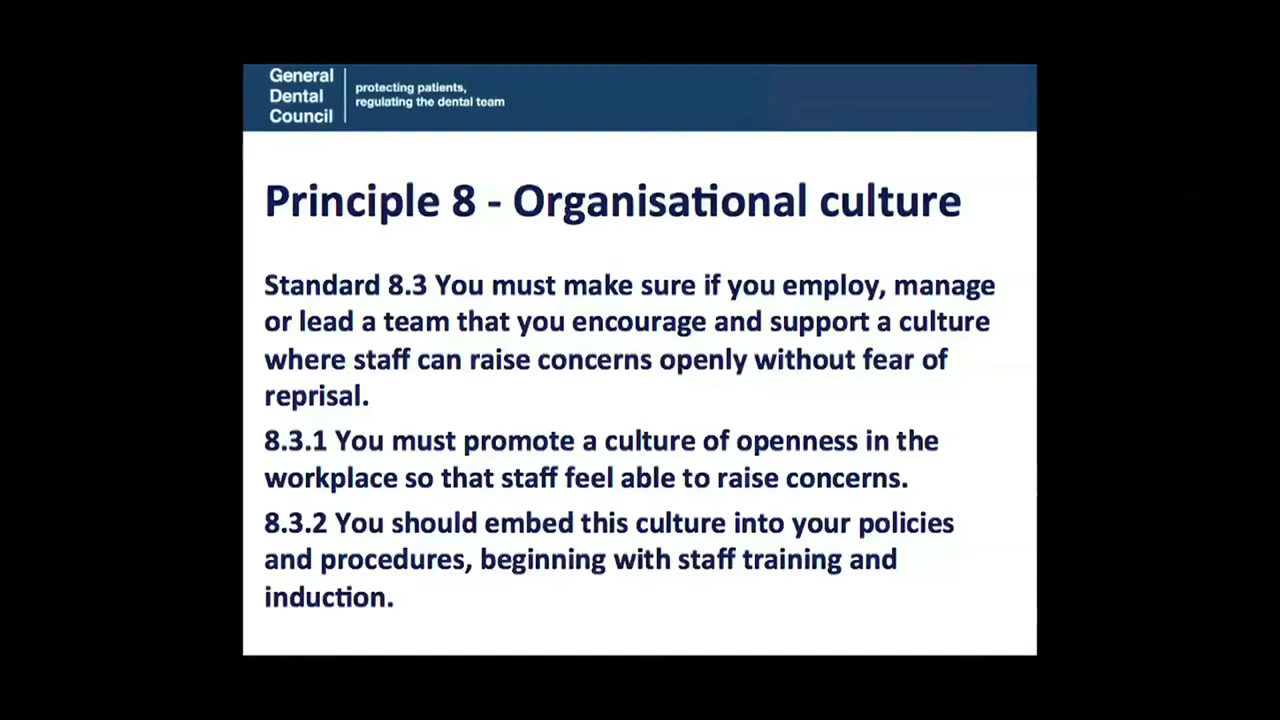 General
Dental
Council
protecting patients,
regulating the dental team
Principle 8 - Organisational culture
Standard 8.3 You must make sure if you employ, manage
or lead a team that you encourage and support a culture
where staff can raise concerns openly without fear of
reprisal.
8.3.1 You must promote a culture of openness in the
workplace so that staff feel able to raise concerns.
8.3.2 You should embed this culture into your policies
and procedures, beginning with staff training and
induction.